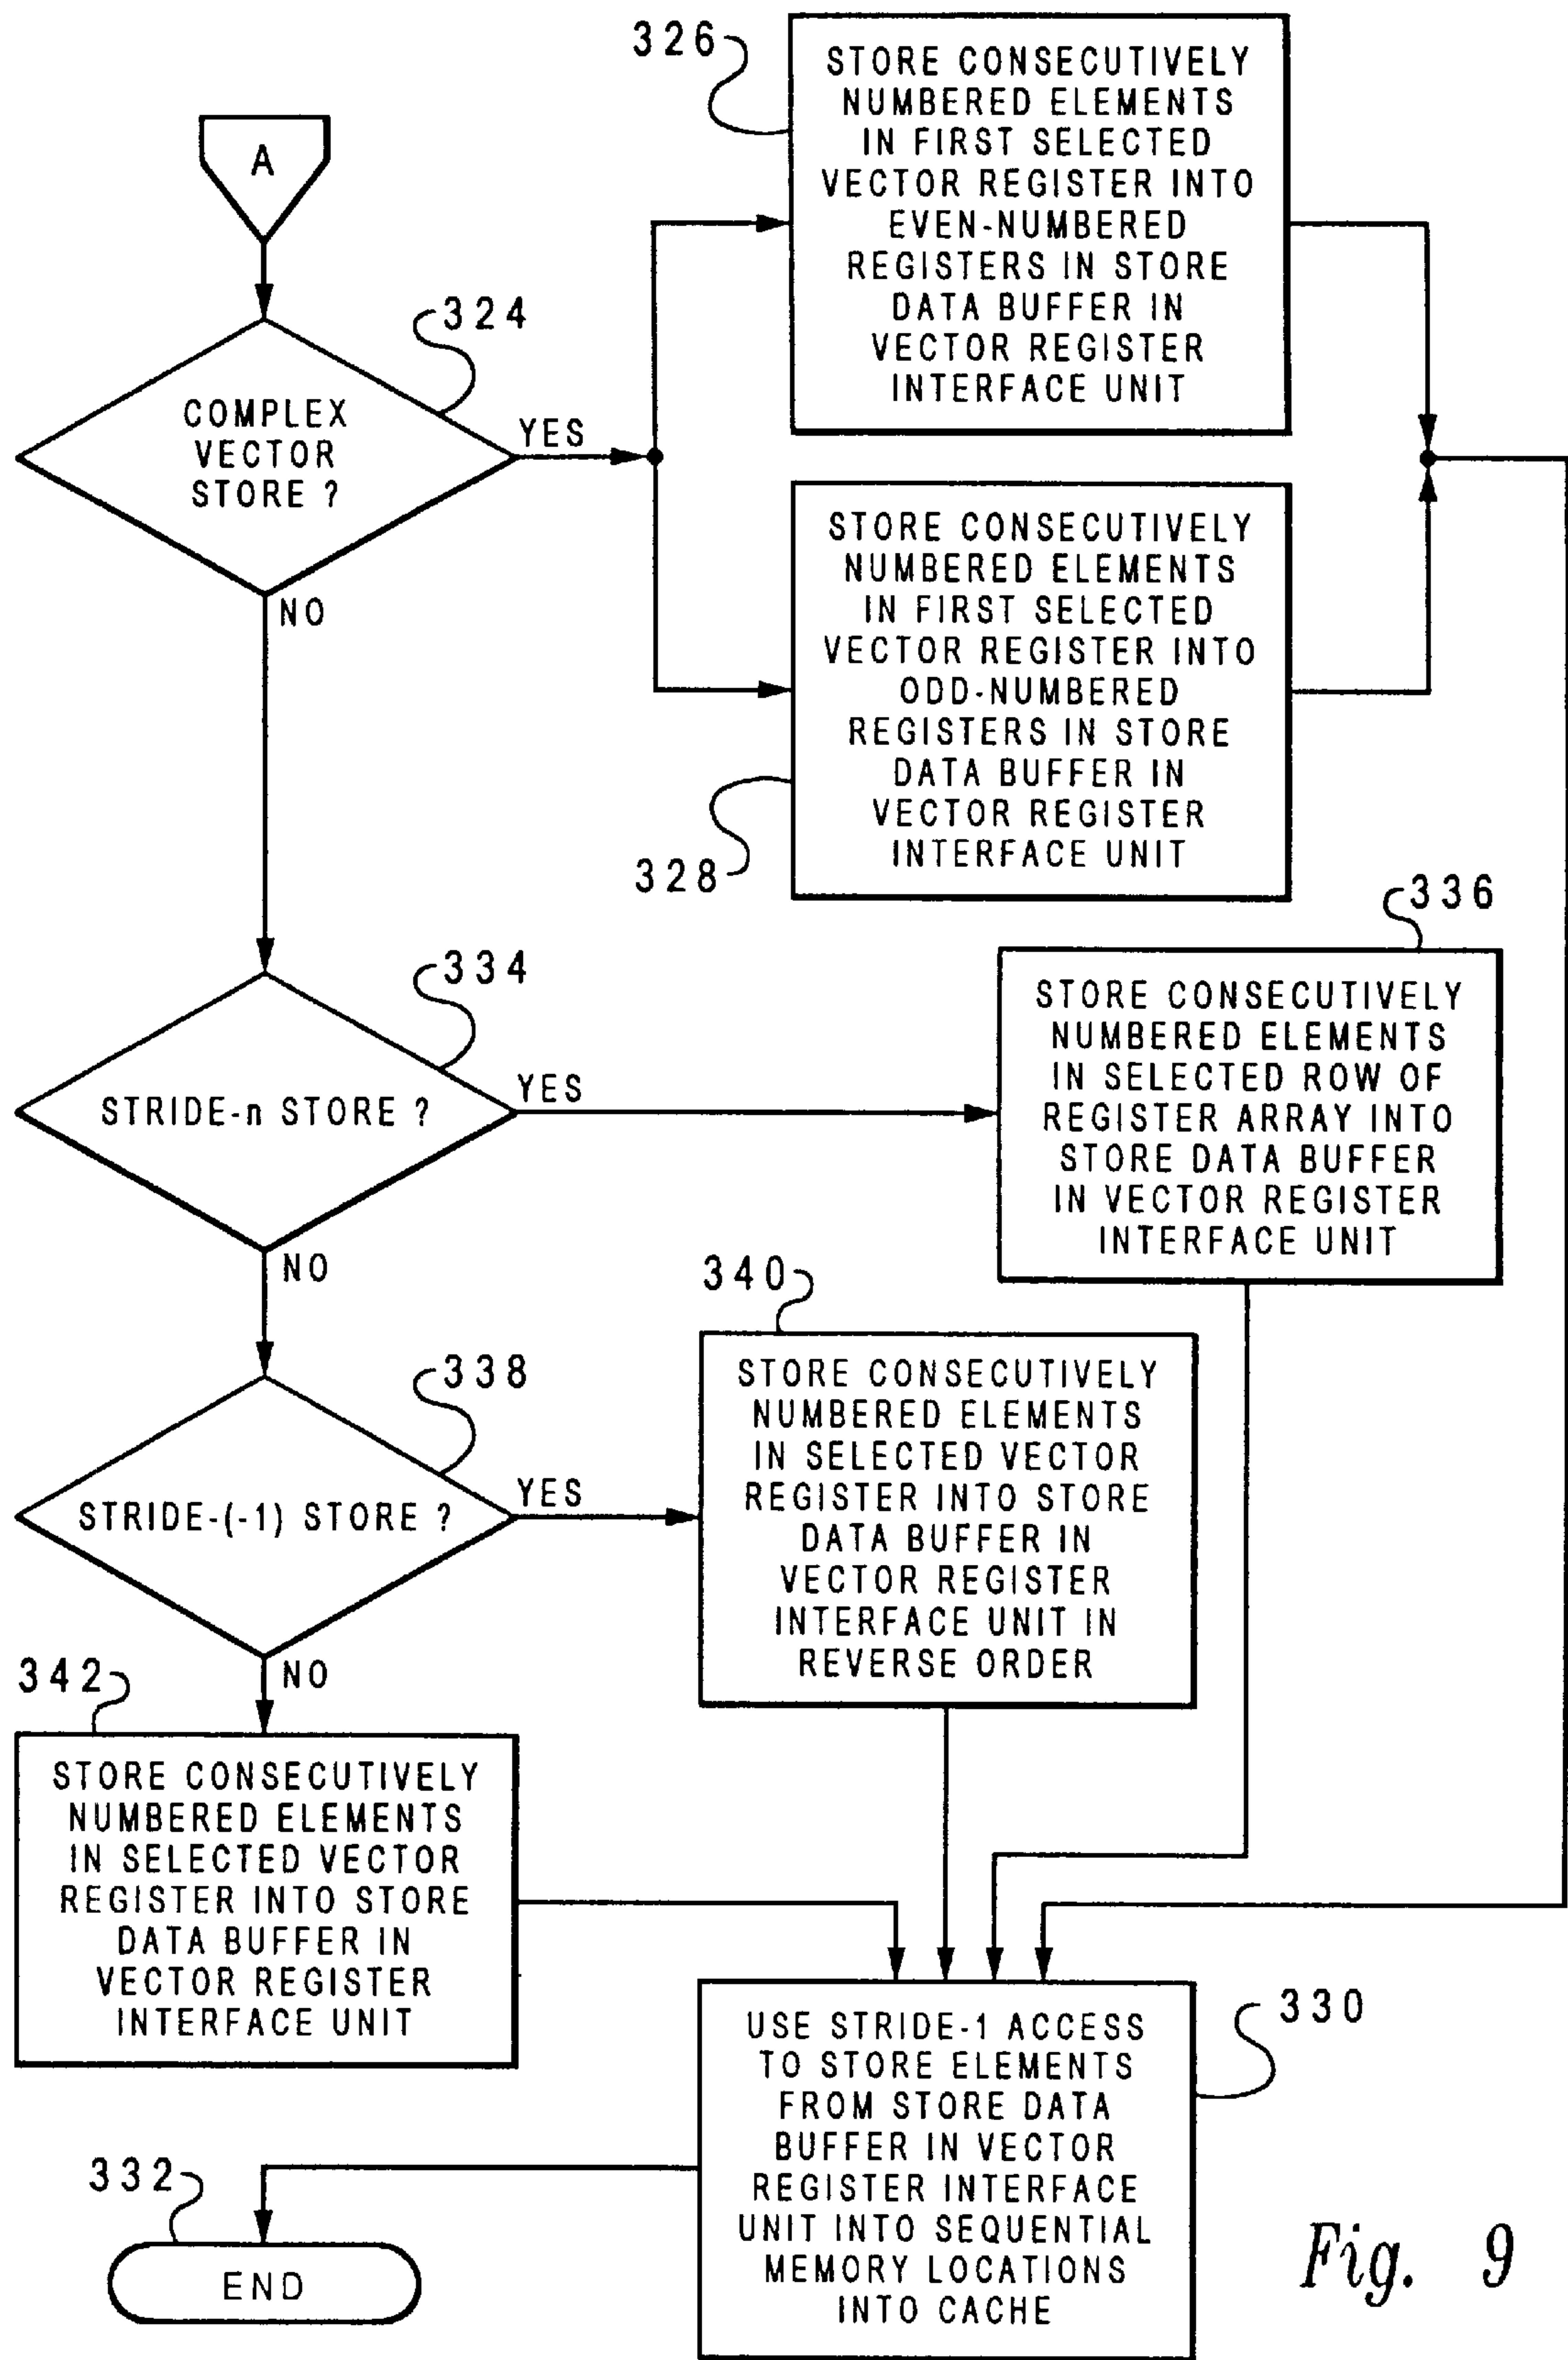 326
STORE CONSECUTIVELY
NUMBERED ELEMENTS
IN FIRST SELECTED
VECTOR REGISTER INTO
EVEN-NUMBERED
REGISTERS IN STORE
DATA BUFFER IN
VECTOR REGISTER
INTERFACE UNIT
A
324
COMPLEX
VECTOR
STORE ?
YES
NO
STORE CONSECUTIVELY
NUMBERED ELEMENTS
IN FIRST SELECTED
VECTOR REGISTER INTO
ODD-NUMBERED
REGISTERS IN STORE
DATA BUFFER IN
VECTOR REGISTER
INTERFACE UNIT
328
336
334
STRIDE-n STORE ?
YES
NO
STORE CONSECUTIVELY
NUMBERED ELEMENTS
IN SELECTED ROW OF
REGISTER ARRAY INTO
STORE DATA BUFFER
IN VECTOR REGISTER
INTERFACE UNIT
340
338
STRIDE-(-1) STORE ?
YES
NO
STORE CONSECUTIVELY
NUMBERED ELEMENTS
IN SELECTED VECTOR
REGISTER INTO STORE
DATA BUFFER IN
VECTOR REGISTER
INTERFACE UNIT IN
REVERSE ORDER
342
STORE CONSECUTIVELY
NUMBERED ELEMENTS
IN SELECTED VECTOR
REGISTER INTO STORE
DATA BUFFER IN
VECTOR REGISTER
INTERFACE UNIT
330
USE STRIDE-1 ACCESS
TO STORE ELEMENTS
FROM STORE DATA
BUFFER IN VECTOR
REGISTER INTERFACE
UNIT INTO SEQUENTIAL
MEMORY LOCATIONS
INTO CACHE
332
END
Fig. 9